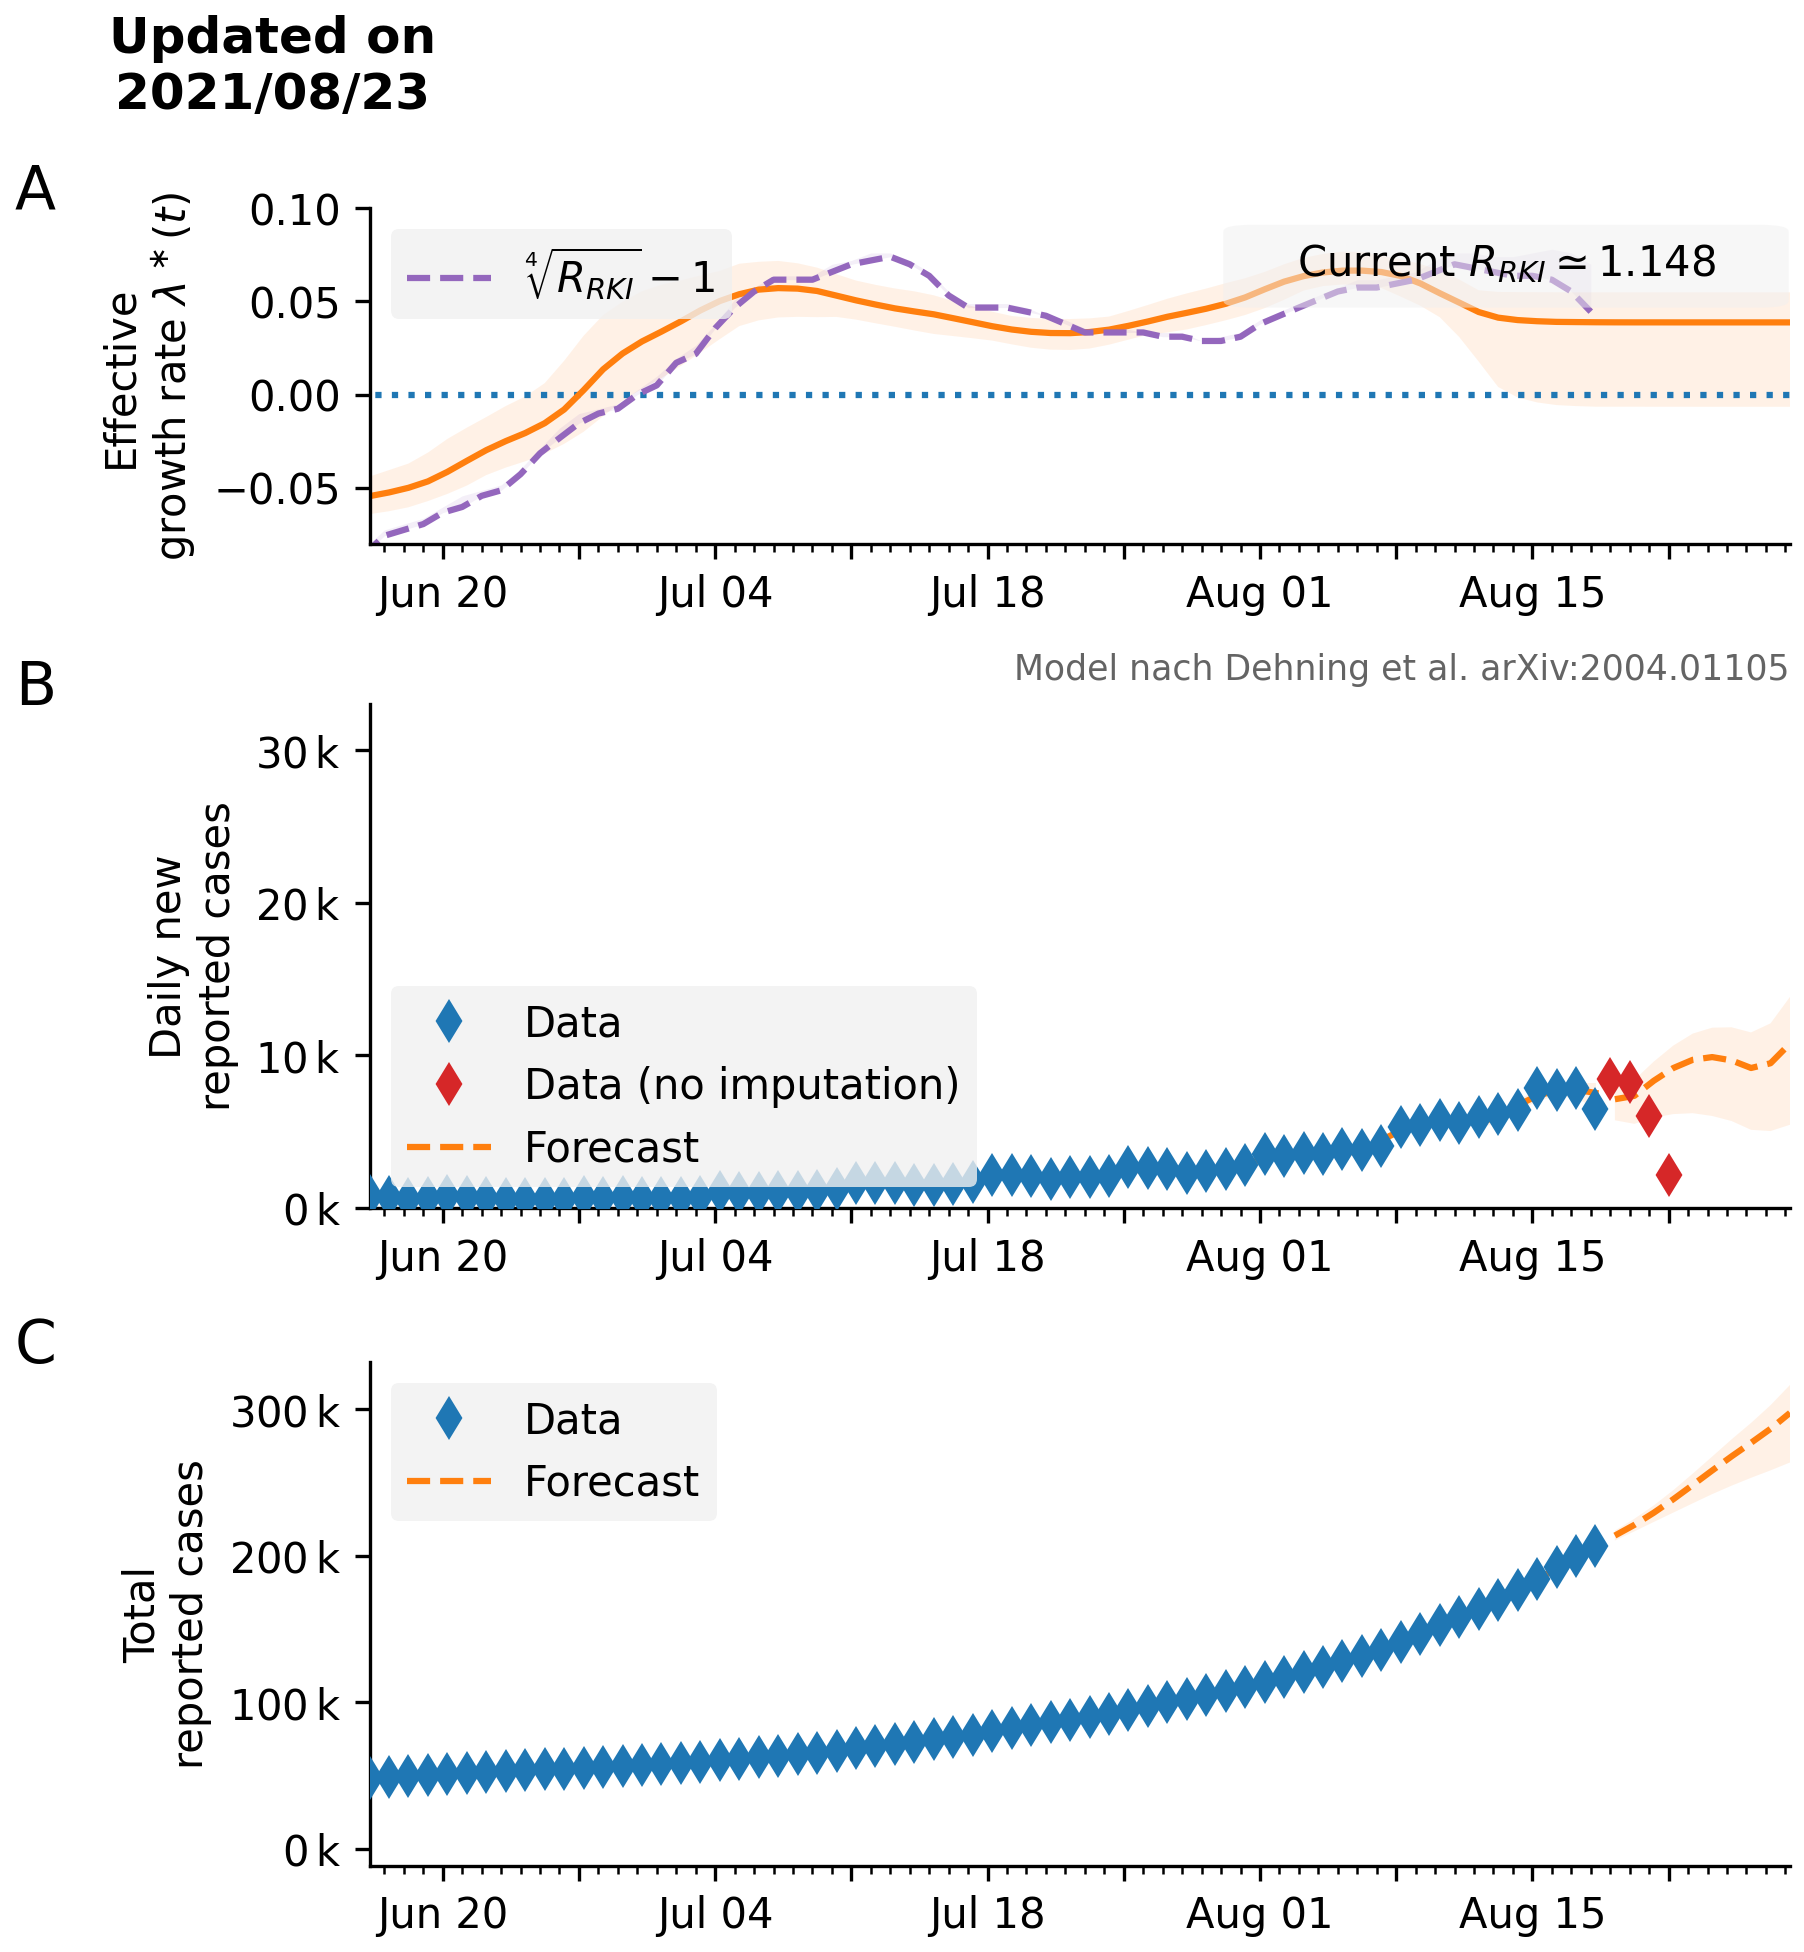 Updated on
2021/08/23
A
Effective
growth rate λ * (t)
0.10
0.05
0.00
−0.05
∜R_RKI − 1
Current R_RKI ≃ 1.148
Jun 20 Jul 04 Jul 18 Aug 01 Aug 15
Model nach Dehning et al. arXiv:2004.01105
B
Daily new
reported cases
30 k
20 k
10 k
0 k
Data
Data (no imputation)
Forecast
Jun 20 Jul 04 Jul 18 Aug 01 Aug 15
C
Total
reported cases
300 k
200 k
100 k
0 k
Data
Forecast
Jun 20 Jul 04 Jul 18 Aug 01 Aug 15